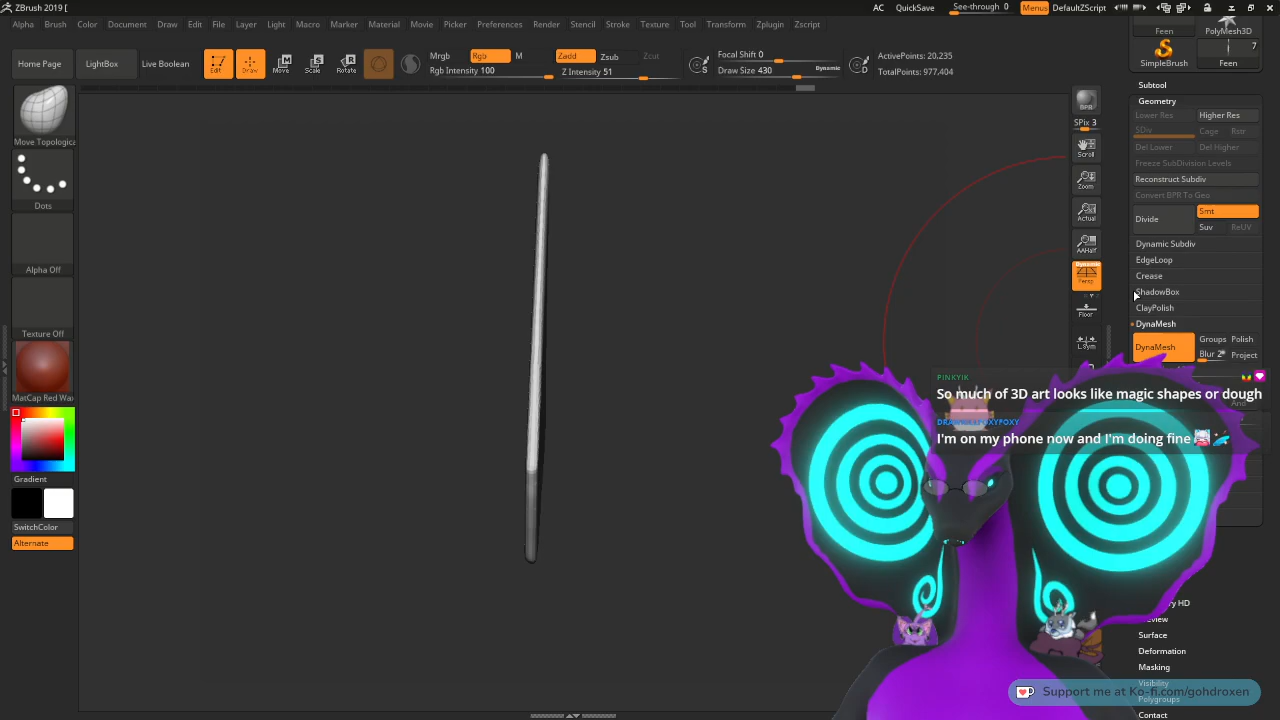 ZBrush 2019 [
AC QuickSave See-through 0 Menus DefaultZScript
Alpha Brush Color Document Draw Edit File Layer Light Macro Marker Material Movie Picker Preferences Render Stencil Stroke Texture Tool Transform Zplugin Zscript
Home Page LightBox Live Boolean Edit Draw Move Scale Rotate
Mrgb Rgb M Zadd Zsub Zcut
Rgb Intensity 100 Z Intensity 51
Focal Shift 0
Draw Size 430 Dynamic
ActivePoints: 20,235
TotalPoints: 977,404
Move Topologica
Dots
Alpha Off
Texture Off
MatCap Red Wax
Gradient
SwitchColor
Alternate
BPR
SPix 3
Scroll
Zoom
Actual
AAHalf
Dynamic
Persp
Floor
L.Sym
Feen PolyMesh3D
7
SimpleBrush Feen
Subtool
Geometry
Lower Res Higher Res
SDiv Cage Rstr
Del Lower Del Higher
Freeze SubDivision Levels
Reconstruct Subdiv
Convert BPR To Geo
Divide Smt
Suv ReUV
Dynamic Subdiv
EdgeLoop
Crease
ShadowBox
ClayPolish
DynaMesh
DynaMesh Groups Polish
Blur 2 Project
PINKYIK
So much of 3D art looks like magic shapes or dough
I'm on my phone now and I'm doing fine
HD
Surface
Deformation
Masking
Visibility
Polygroups
Contact
Support me at Ko-fi.com/gohdroxen